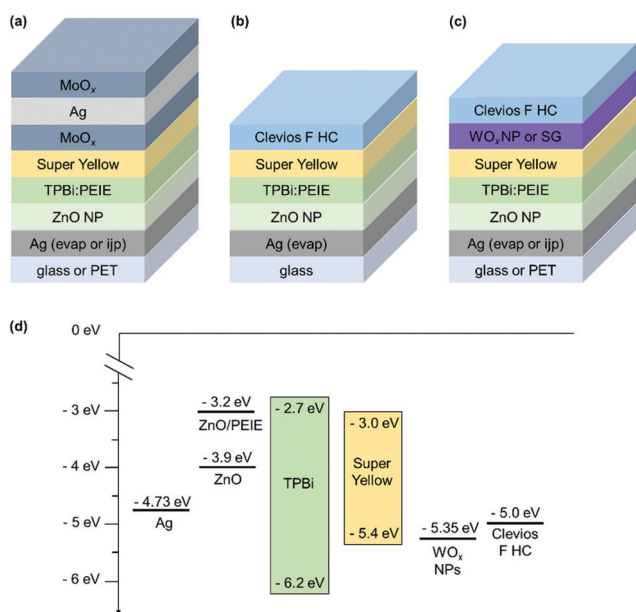 (a)
MoOₓ
Ag
MoOₓ
Super Yellow
TPBi:PEIE
ZnO NP
Ag (evap or ijp)
glass or PET
(b)
Clevios F HC
Super Yellow
TPBi:PEIE
ZnO NP
Ag (evap)
glass
(c)
Clevios F HC
WOₓNP or SG
Super Yellow
TPBi:PEIE
ZnO NP
Ag (evap or ijp)
glass or PET
(d)
0 eV
- 3 eV
- 4 eV
- 5 eV
- 6 eV
- 4.73 eV
Ag
- 3.2 eV
ZnO/PEIE
- 3.9 eV
ZnO
- 2.7 eV
TPBi
- 6.2 eV
- 3.0 eV
Super
Yellow
- 5.4 eV
- 5.35 eV
WOₓ
NPs
- 5.0 eV
Clevios
F HC